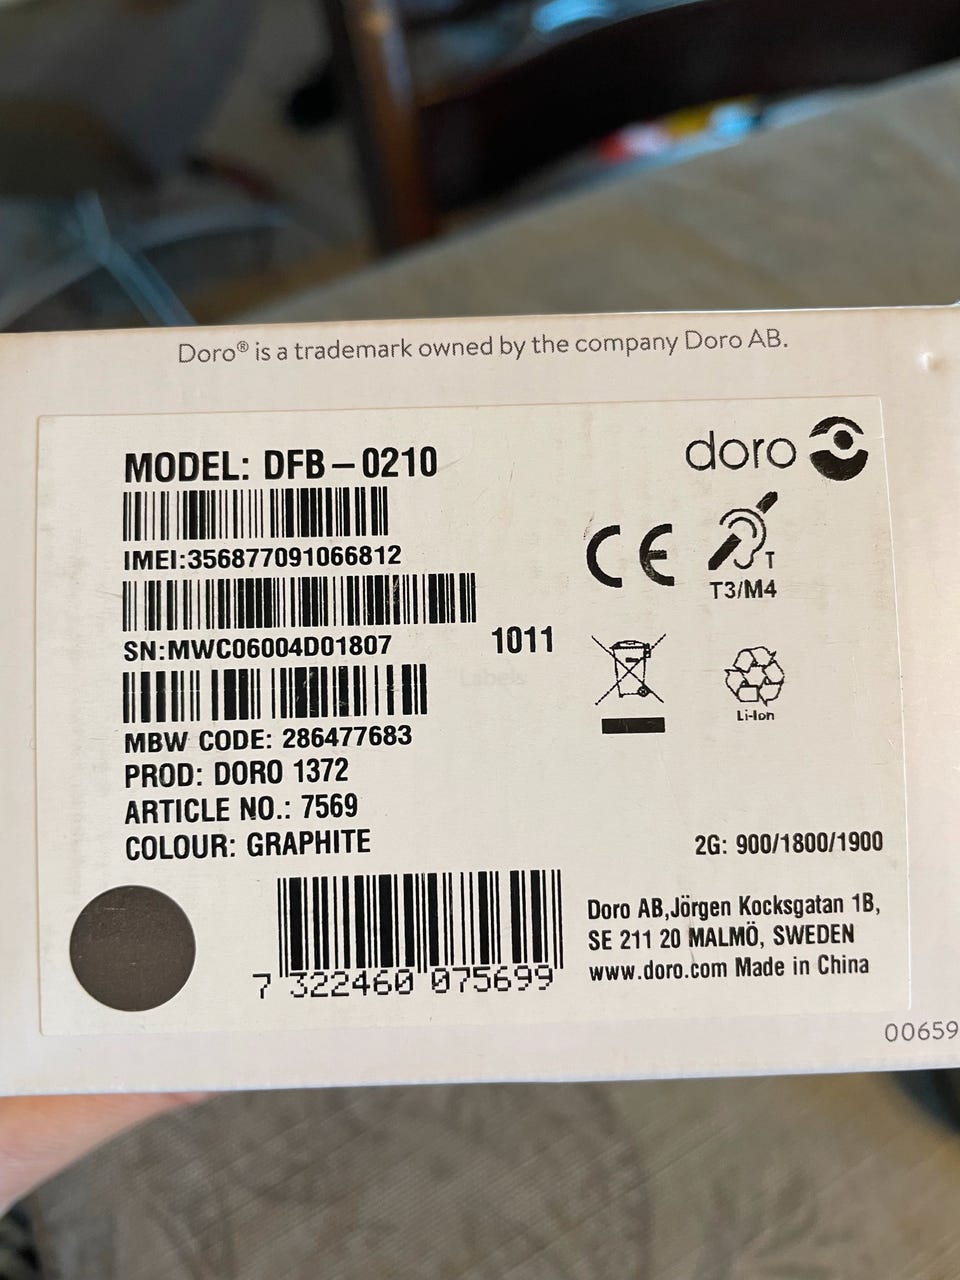 Doro® is a trademark owned by the company Doro AB.
MODEL: DFB-0210
doro
IMEI:356877091066812
T
T3/M4
SN:MWC06004D01807
1011
Labels
Li-Ion
MBW CODE: 286477683
PROD: DORO 1372
ARTICLE NO.: 7569
COLOUR: GRAPHITE
2G: 900/1800/1900
7 322460 075699
Doro AB,Jörgen Kocksgatan 1B,
SE 211 20 MALMÖ, SWEDEN
www.doro.com Made in China
00659